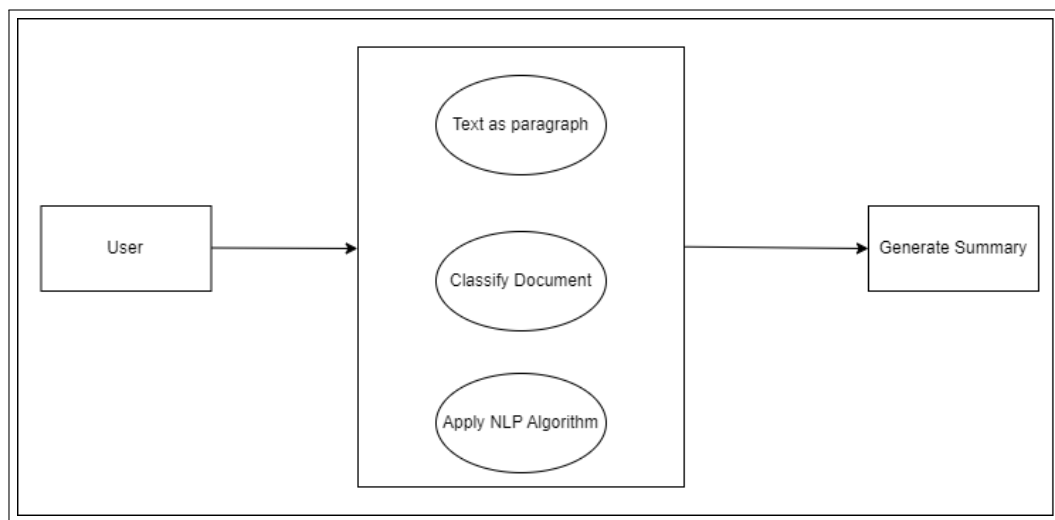 User
Text as paragraph
Classify Document
Apply NLP Algorithm
Generate Summary